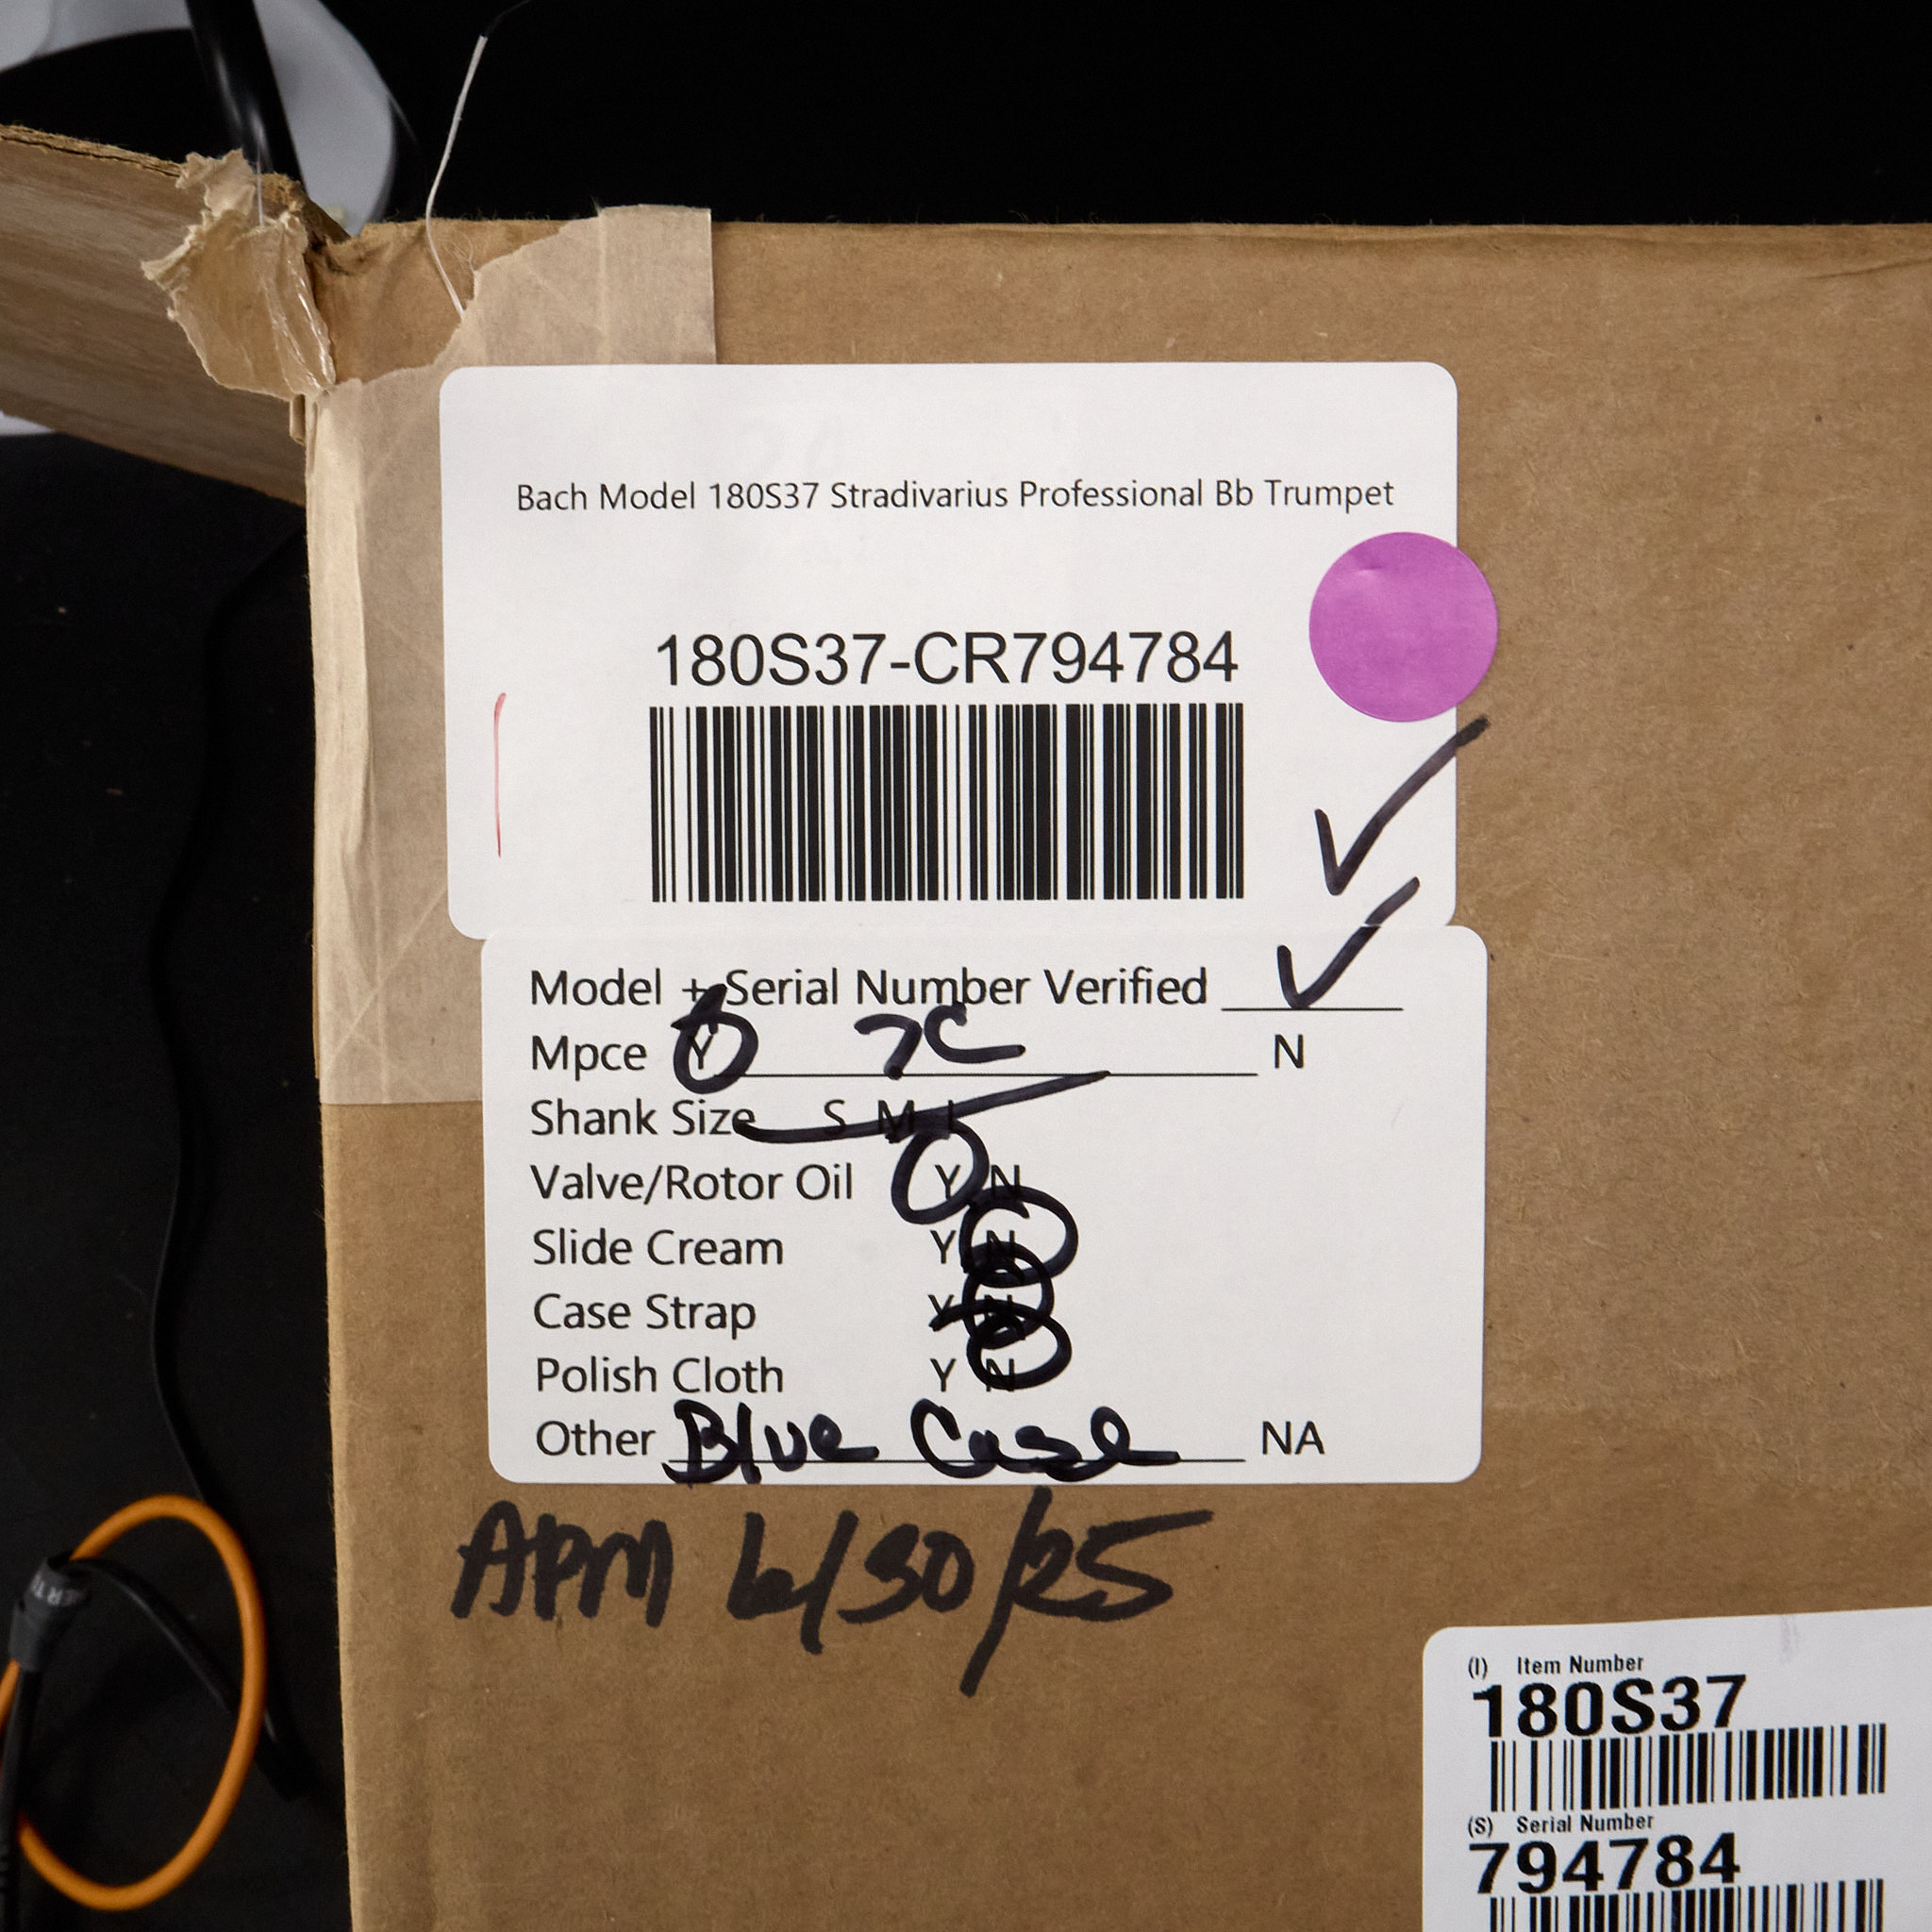 Bach Model 180S37 Stradivarius Professional Bb Trumpet
180S37-CR794784
Model + Serial Number Verified
Mpce Y 7C N
Shank Size S M L
Valve/Rotor Oil Y N
Slide Cream Y N
Case Strap Y N
Polish Cloth Y N
Other Blue Case NA
APM 6/30/25
(I) Item Number
180S37
(S) Serial Number
794784